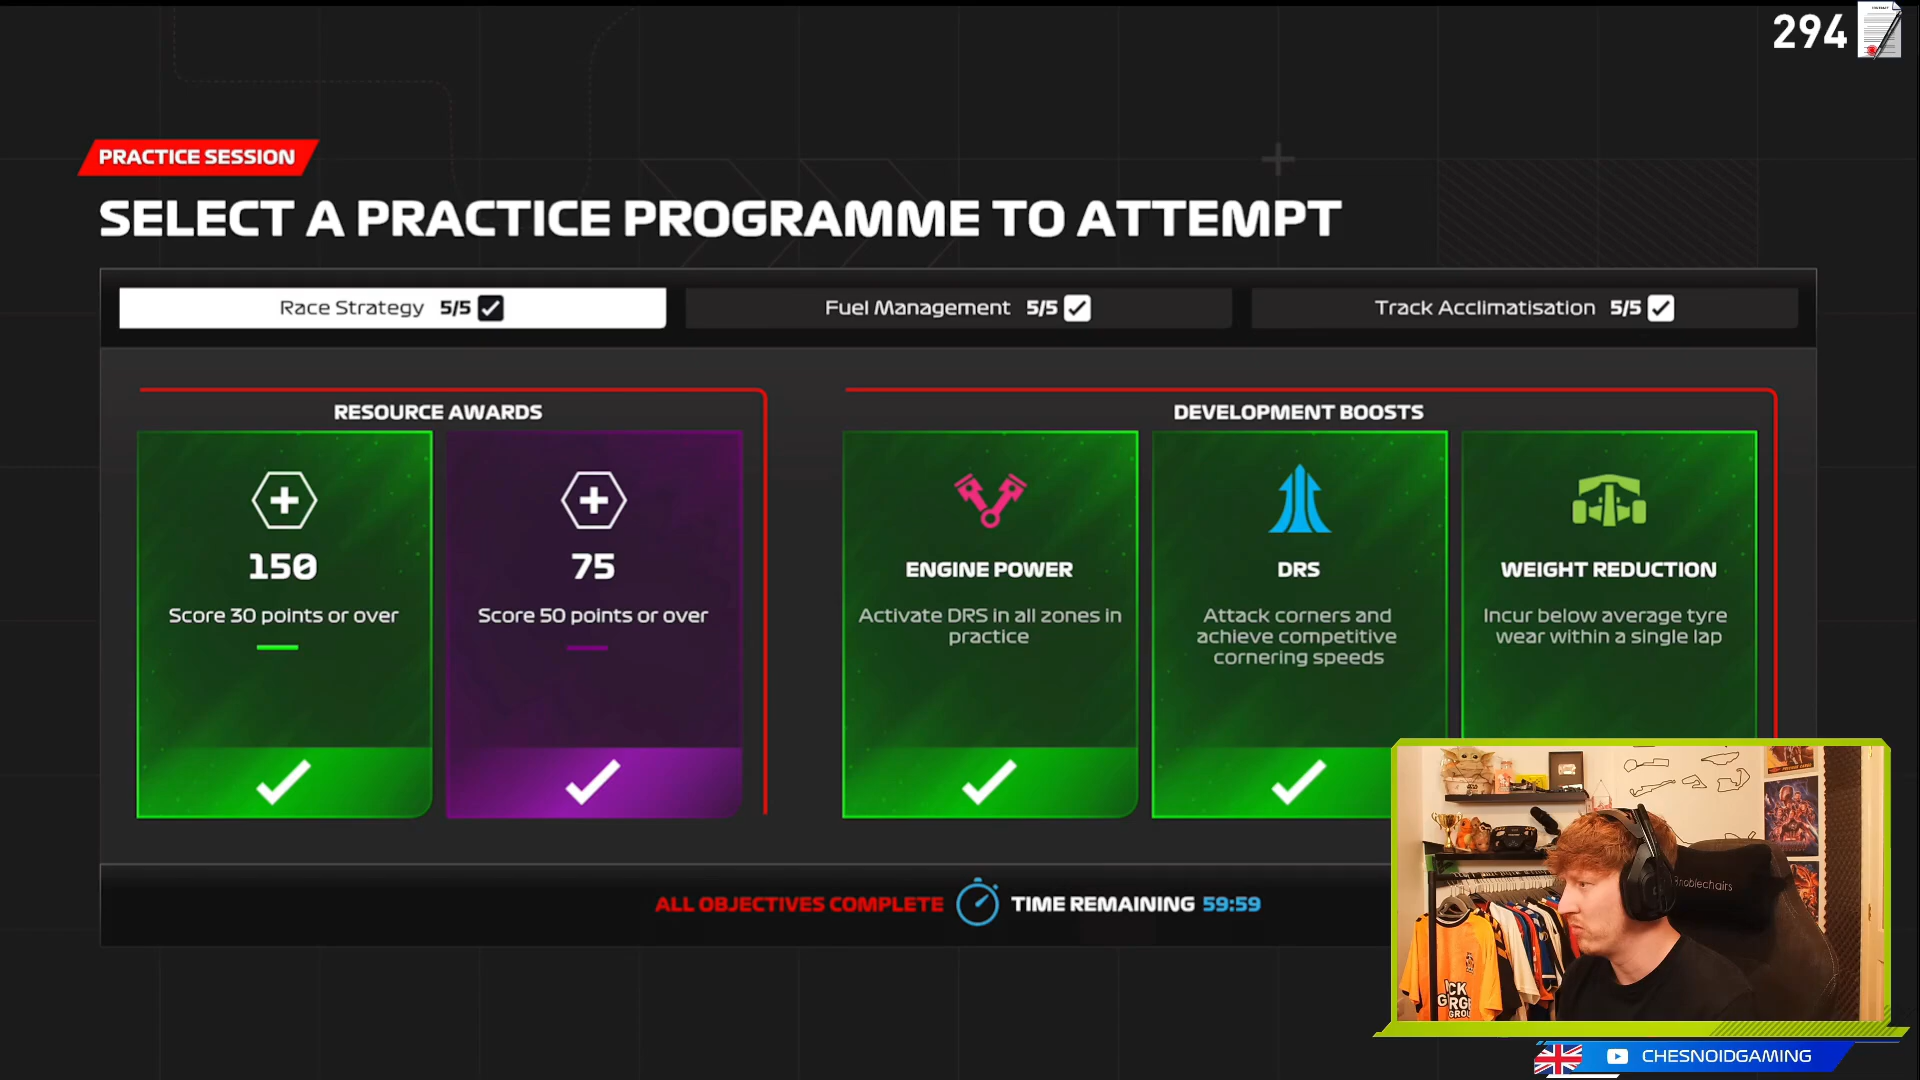 294
PRACTICE SESSION
SELECT A PRACTICE PROGRAMME TO ATTEMPT
Race Strategy 5/5
Fuel Management 5/5
Track Acclimatisation 5/5
RESOURCE AWARDS
150
Score 30 points or over
75
Score 50 points or over
DEVELOPMENT BOOSTS
ENGINE POWER
Activate DRS in all zones in
practice
DRS
Attack corners and
achieve competitive
cornering speeds
WEIGHT REDUCTION
Incur below average tyre
wear within a single lap
ALL OBJECTIVES COMPLETE
TIME REMAINING 59:59
noblechairs
CHESNOIDGAMING